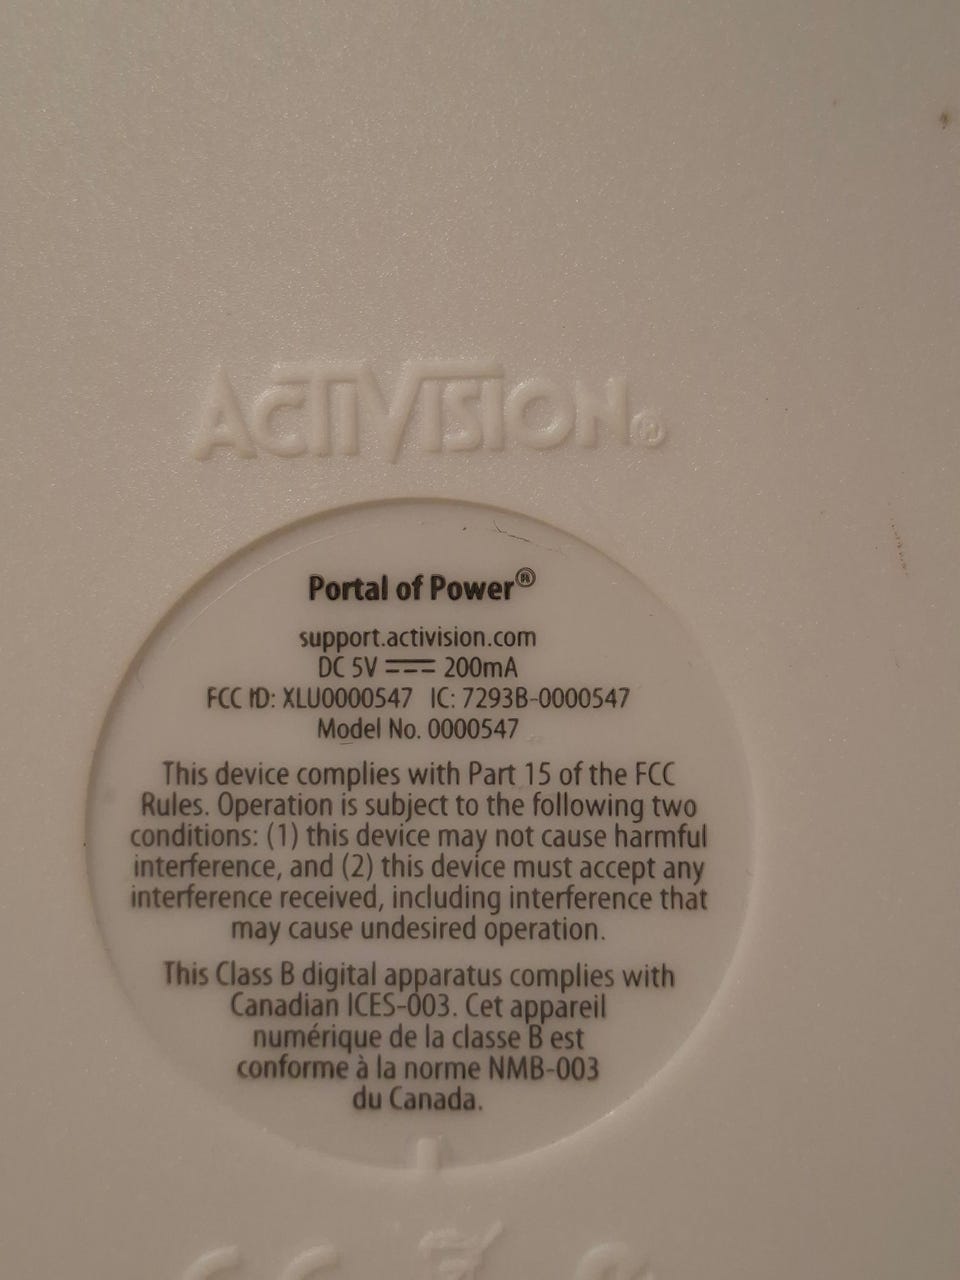 ACTIVISION®
Portal of Power®
support.activision.com
DC 5V ⎓ 200mA
FCC ID: XLU0000547 IC: 7293B-0000547
Model No. 0000547
This device complies with Part 15 of the FCC
Rules. Operation is subject to the following two
conditions: (1) this device may not cause harmful
interference, and (2) this device must accept any
interference received, including interference that
may cause undesired operation.
This Class B digital apparatus complies with
Canadian ICES-003. Cet appareil
numérique de la classe B est
conforme à la norme NMB-003
du Canada.